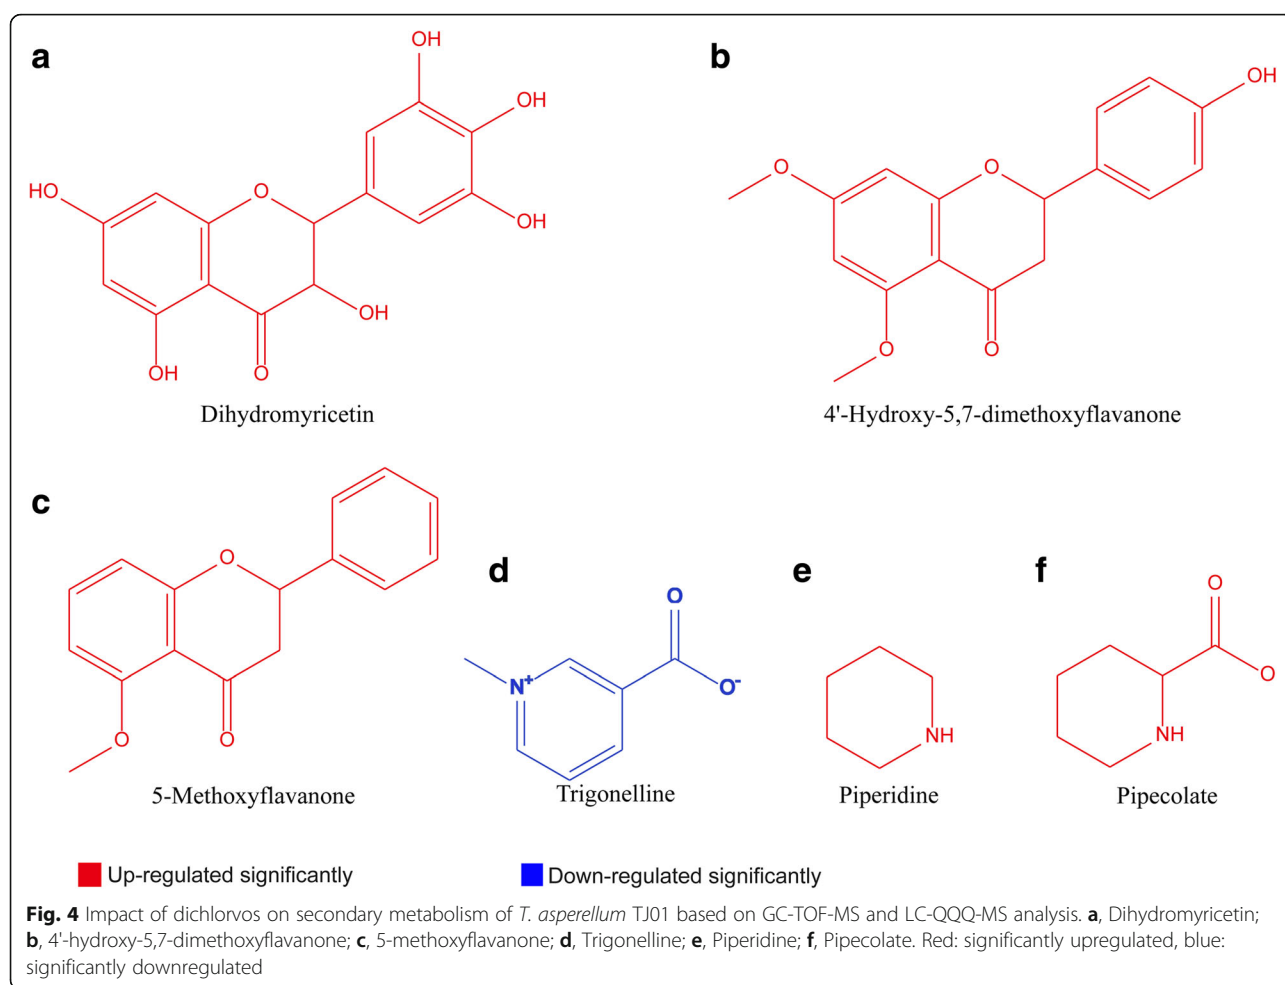 a
OH
OH
HO
O
OH
OH
OH
O
Dihydromyricetin
b
OH
O
O
O
O
4'-Hydroxy-5,7-dimethoxyflavanone
c
O
O
O
5-Methoxyflavanone
d
O
N+
O-
Trigonelline
e
NH
Piperidine
f
O
O
NH
Pipecolate
Up-regulated significantly
Down-regulated significantly
Fig. 4 Impact of dichlorvos on secondary metabolism of T. asperellum TJ01 based on GC-TOF-MS and LC-QQQ-MS analysis. a, Dihydromyricetin;
b, 4'-hydroxy-5,7-dimethoxyflavanone; c, 5-methoxyflavanone; d, Trigonelline; e, Piperidine; f, Pipecolate. Red: significantly upregulated, blue:
significantly downregulated